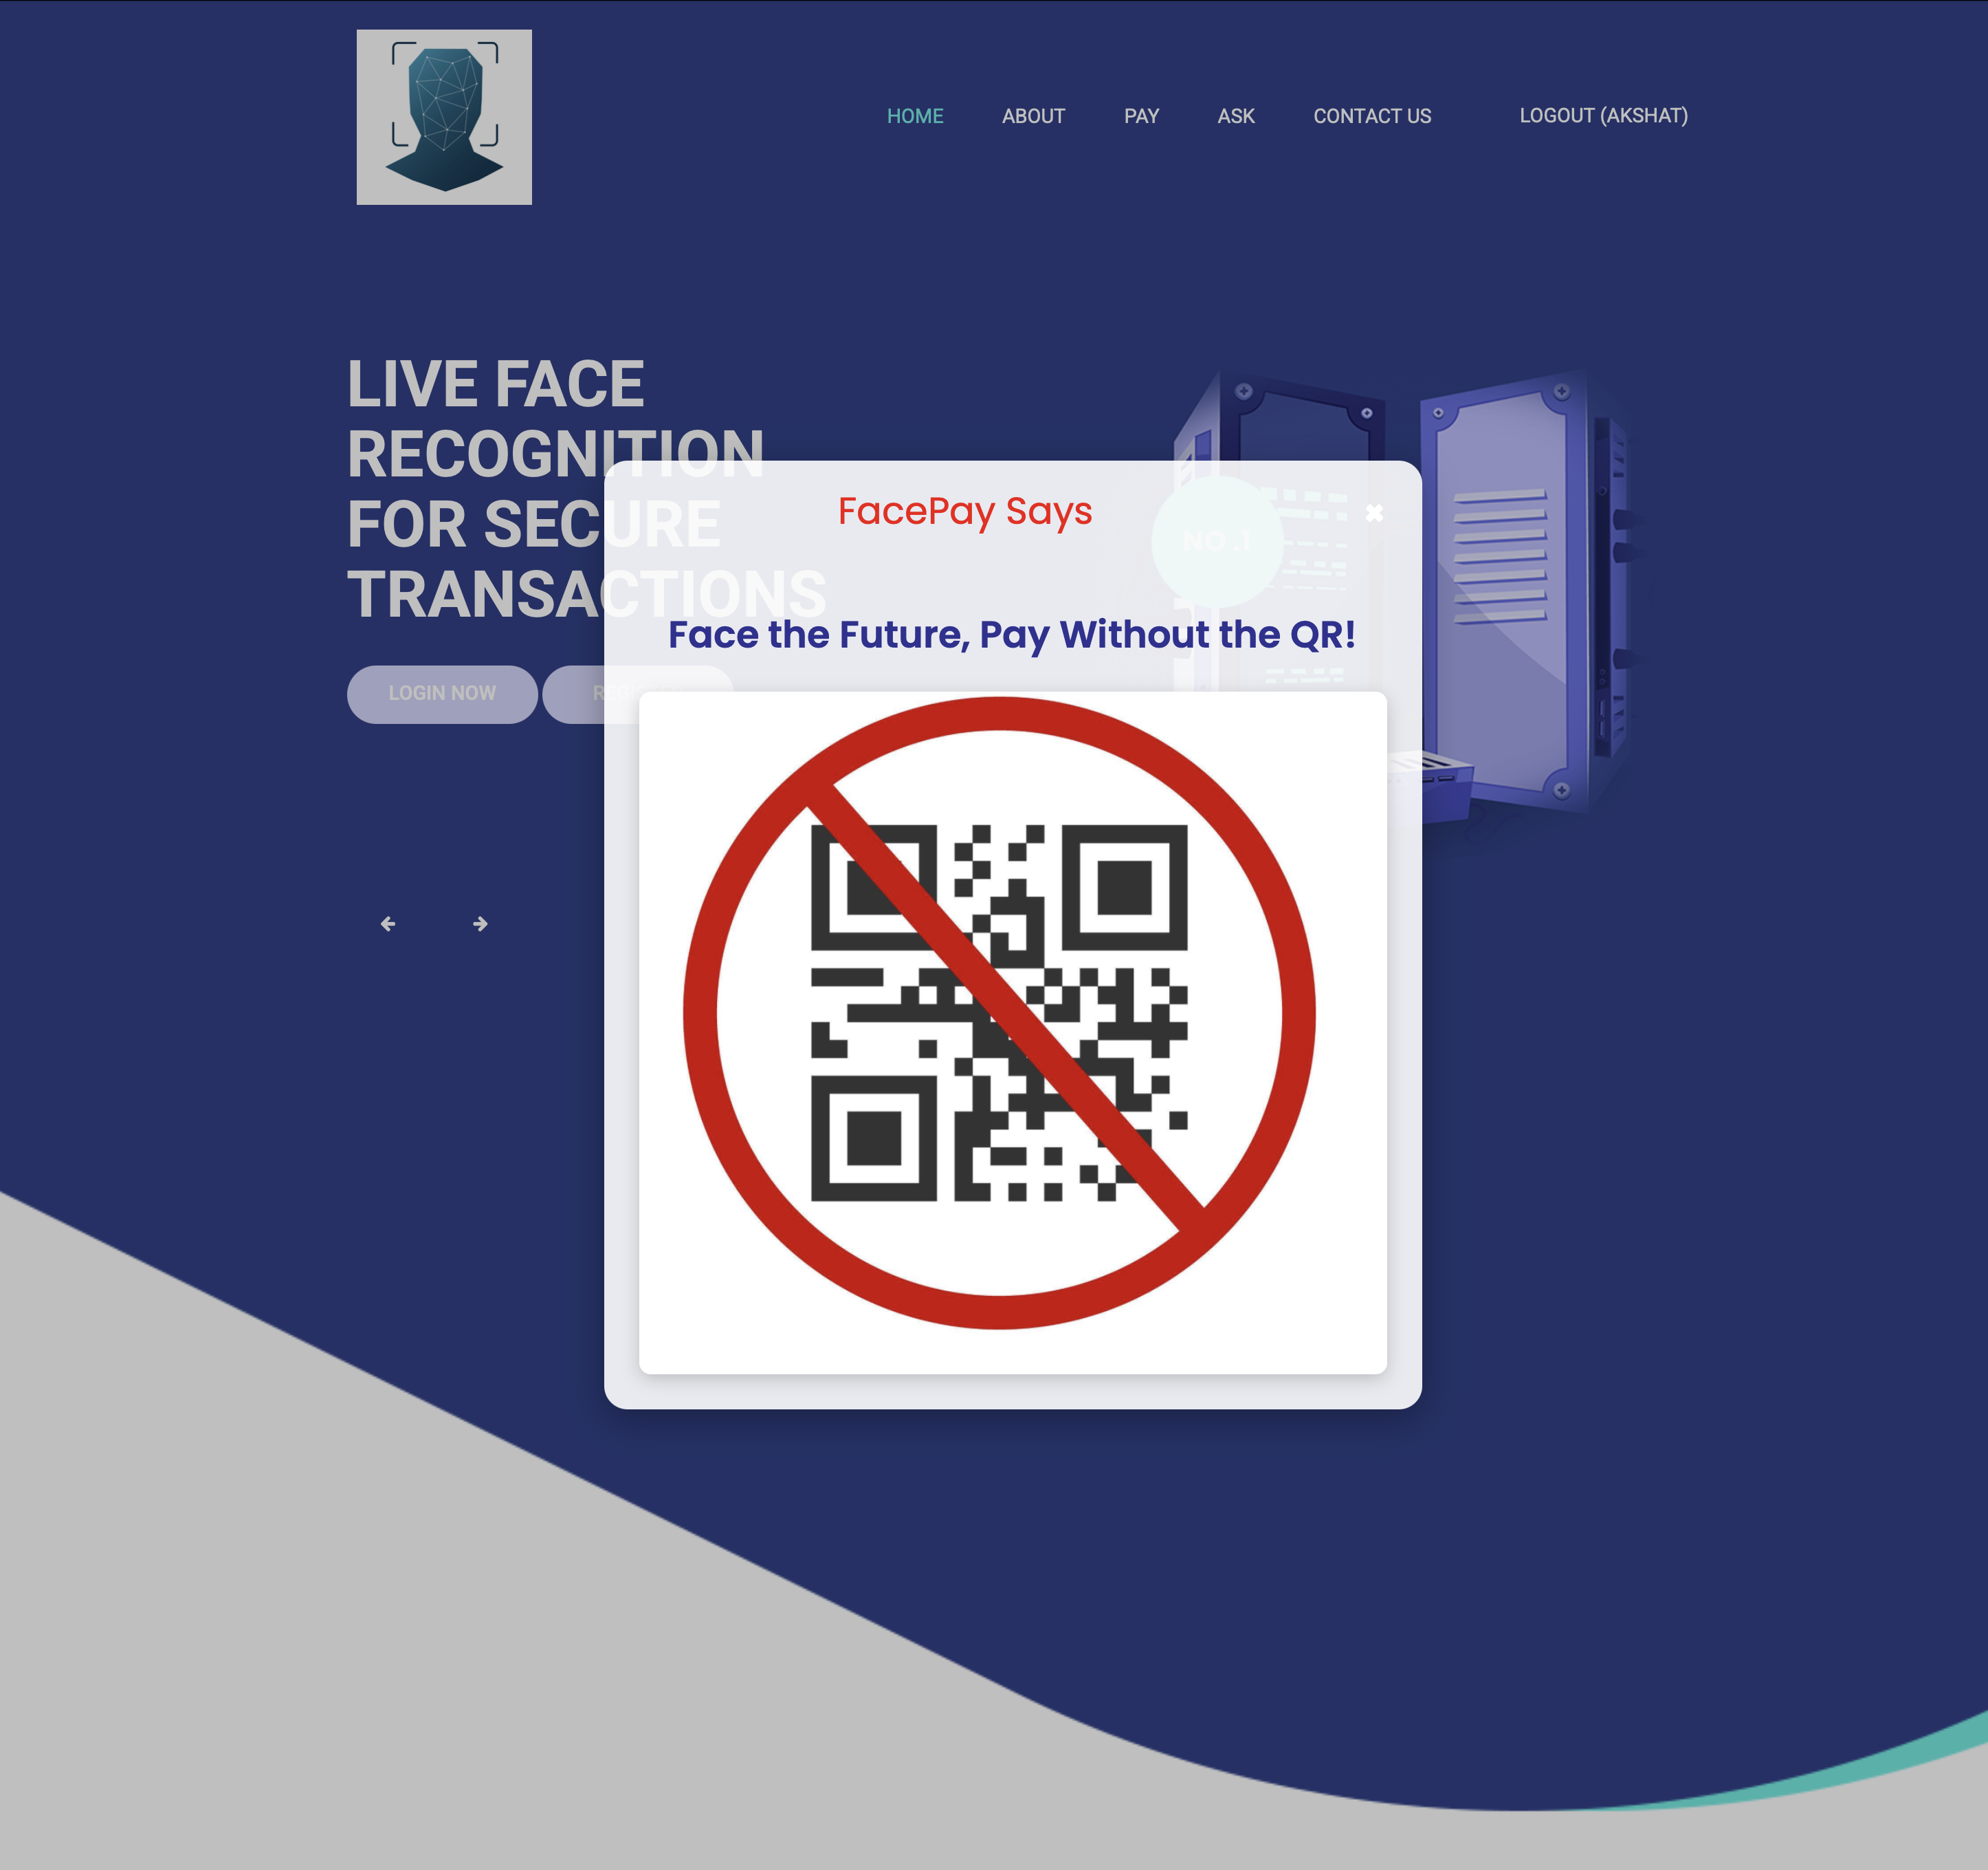 HOME ABOUT PAY ASK CONTACT US LOGOUT (AKSHAT)
LIVE FACE
RECOGNITION
FOR SECURE
TRANSACTIONS
LOGIN NOW
FacePay Says
NO .1
Face the Future, Pay Without the QR!